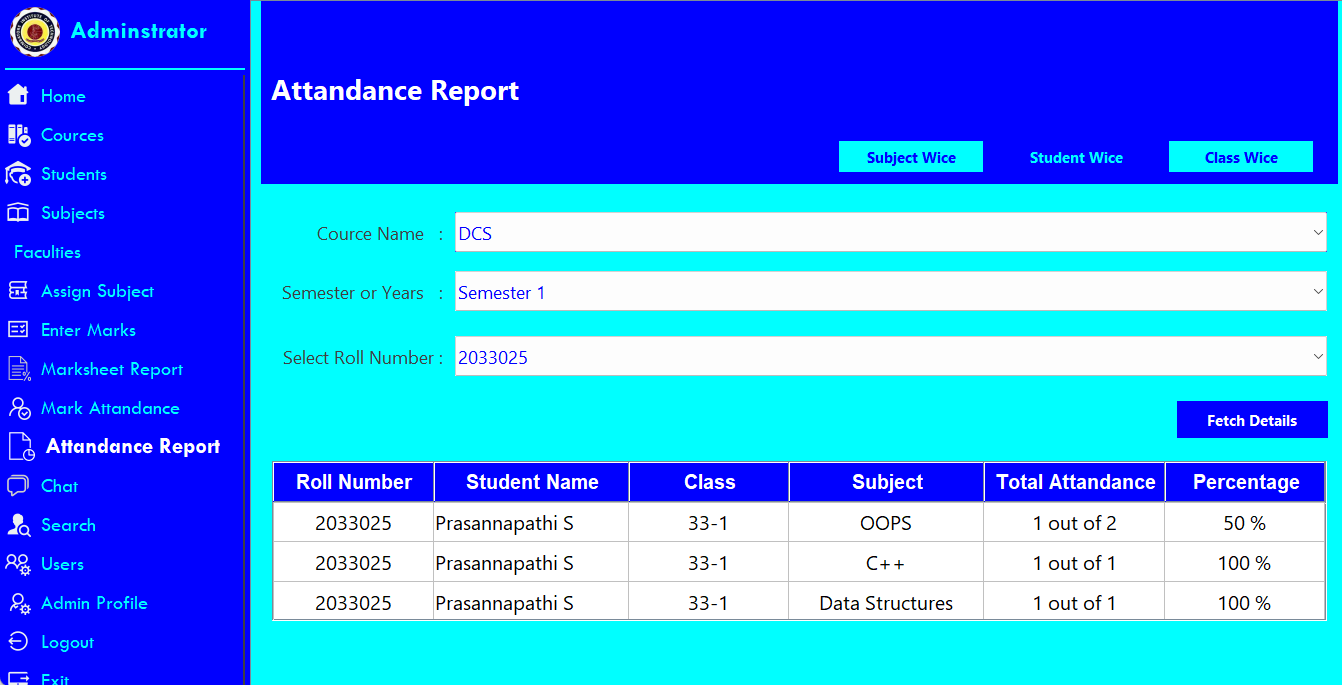 Adminstrator
Home
Cources
Students
Subjects
Faculties
Assign Subject
Enter Marks
Marksheet Report
Mark Attandance
Attandance Report
Chat
Search
Users
Admin Profile
Logout
Exit
Attandance Report
Subject Wice Student Wice Class Wice
Cource Name : DCS
Semester or Years : Semester 1
Select Roll Number : 2033025
Fetch Details
Roll Number Student Name Class Subject Total Attandance Percentage
2033025 Prasannapathi S 33-1 OOPS 1 out of 2 50 %
2033025 Prasannapathi S 33-1 C++ 1 out of 1 100 %
2033025 Prasannapathi S 33-1 Data Structures 1 out of 1 100 %